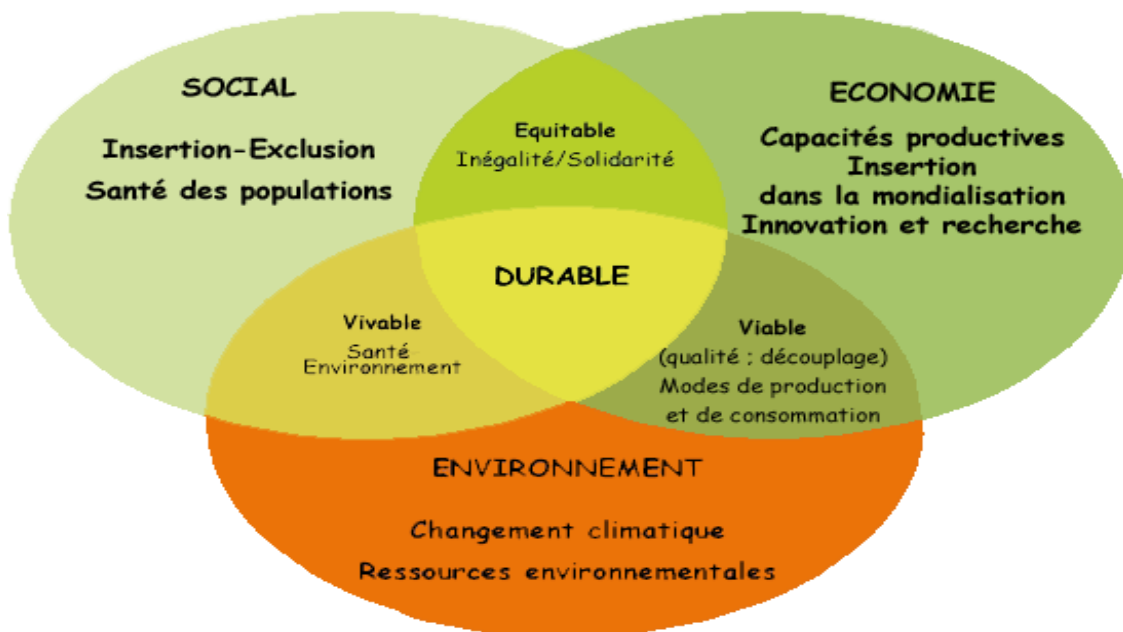 SOCIAL
Insertion-Exclusion
Santé des populations
Equitable
Inégalité/Solidarité
ECONOMIE
Capacités productives
Insertion
dans la mondialisation
Innovation et recherche
DURABLE
Vivable
Santé
Environnement
Viable
(qualité ; découplage)
Modes de production
et de consommation
ENVIRONNEMENT
Changement climatique
Ressources environnementales